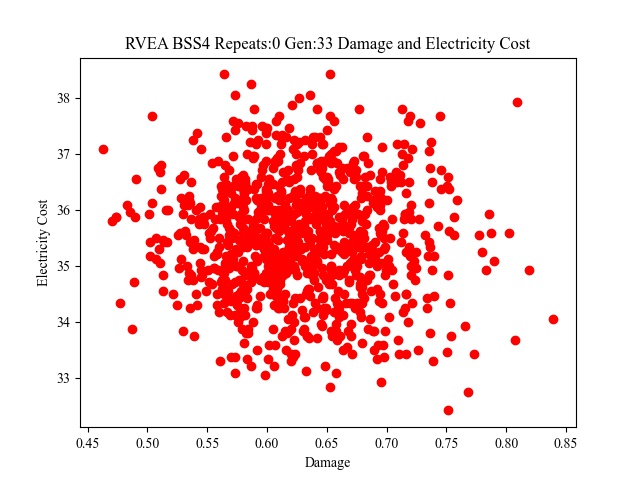 RVEA BSS4 Repeats:0 Gen:33 Damage and Electricity Cost
38
37
36
35
34
33
Electricity Cost
0.45 0.50 0.55 0.60 0.65 0.70 0.75 0.80 0.85
Damage